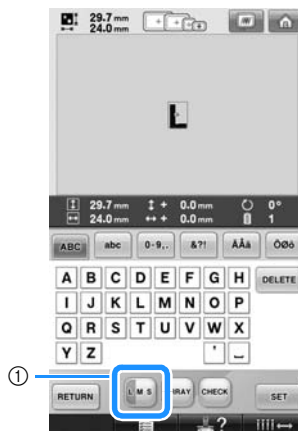 29.7 mm
24.0 mm
L
29.7 mm + 0.0 mm 0°
24.0 mm + 0.0 mm 1
ABC abc 0-9,. &?! ÄÅä ÖØö
A B C D E F G H DELETE
I J K L M N O P
Q R S T U V W X
Y Z ' _
① RETURN L M S RRAY CHECK SET
?